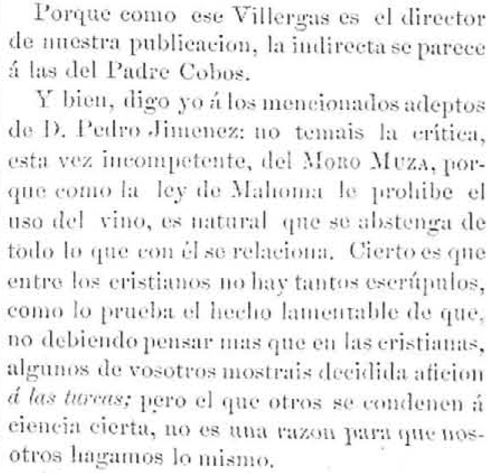 Porque como ese Villergas es el director
de nuestra publicacion, la indirecta se parece
á las del Padre Cobos.
Y bien, digo yo á los mencionados adeptos
de D. Pedro Jimenez: no temais la crítica,
esta vez incompetente, del MORO MUZA, por-
que como la ley de Mahoma le prohibe el
uso del vino, es natural que se abstenga de
todo lo que con él se relaciona. Cierto es que
entre los cristianos no hay tantos escrúpulos,
como lo prueba el hecho lamentable de que,
no debiendo pensar mas que en las cristianas,
algunos de vosotros mostrais decidida aficion
á las turcas; pero el que otros se condenen á
ciencia cierta, no es una razon para que nos-
otros hagamos lo mismo.